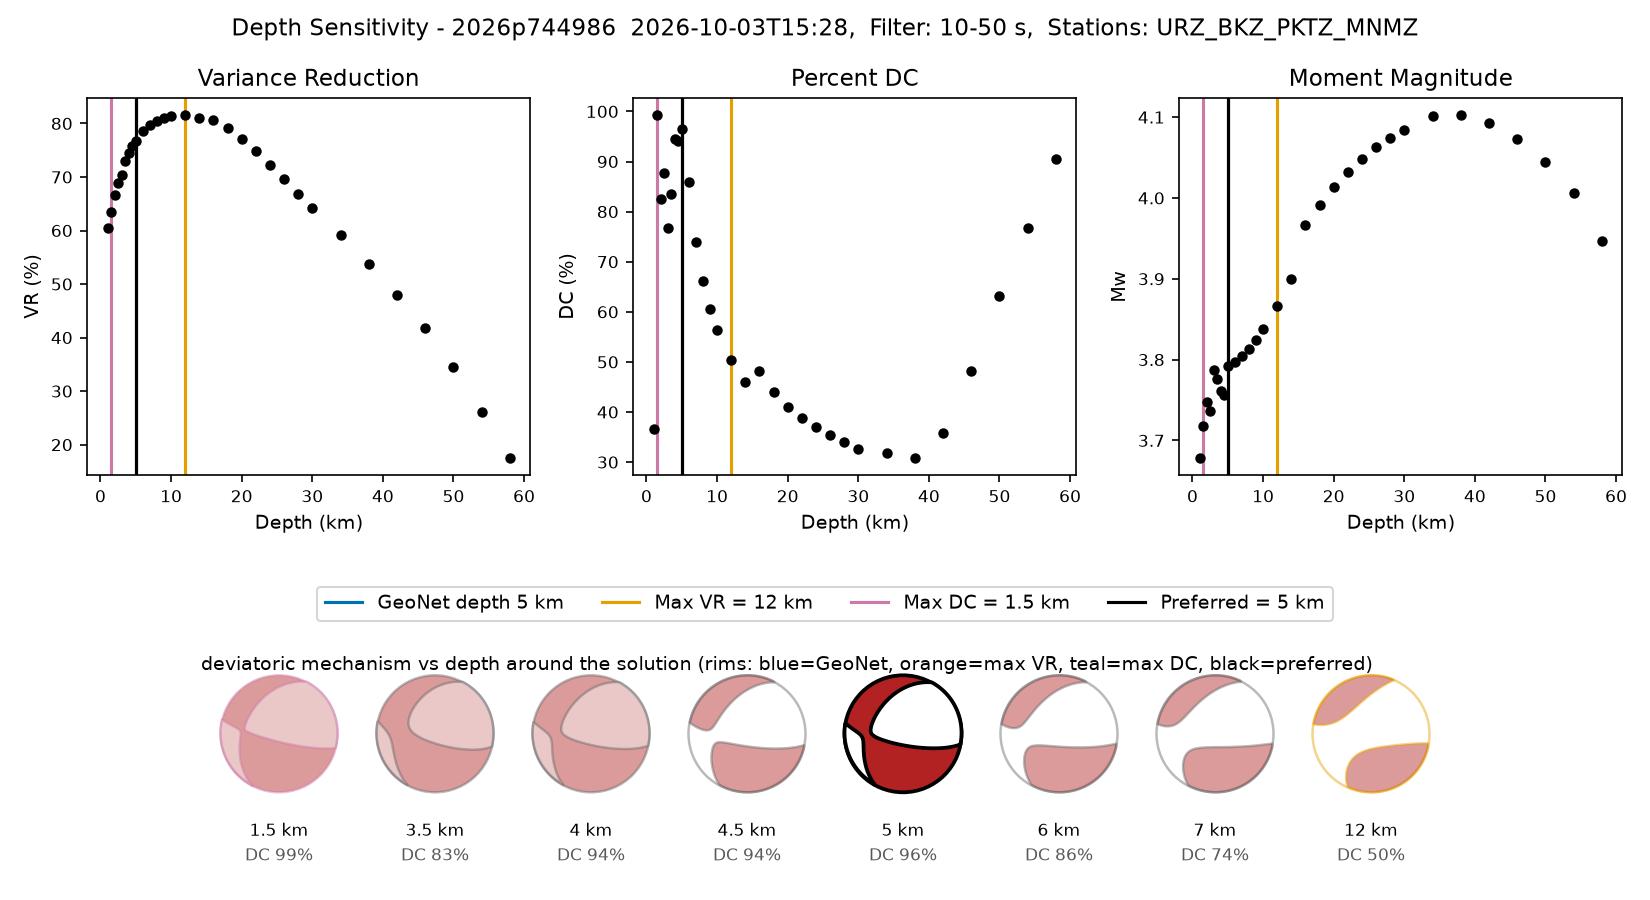 Depth Sensitivity - 2026p744986  2026-10-03T15:28,  Filter: 10-50 s,  Stations: URZ_BKZ_PKTZ_MNMZ
Variance Reduction
VR (%)
80
70
60
50
40
30
20
0 10 20 30 40 50 60
Depth (km)
Percent DC
DC (%)
100
90
80
70
60
50
40
30
0 10 20 30 40 50 60
Depth (km)
Moment Magnitude
Mw
4.1
4.0
3.9
3.8
3.7
0 10 20 30 40 50 60
Depth (km)
GeoNet depth 5 km Max VR = 12 km Max DC = 1.5 km Preferred = 5 km
deviatoric mechanism vs depth around the solution (rims: blue=GeoNet, orange=max VR, teal=max DC, black=preferred)
1.5 km 3.5 km 4 km 4.5 km 5 km 6 km 7 km 12 km
DC 99% DC 83% DC 94% DC 94% DC 96% DC 86% DC 74% DC 50%